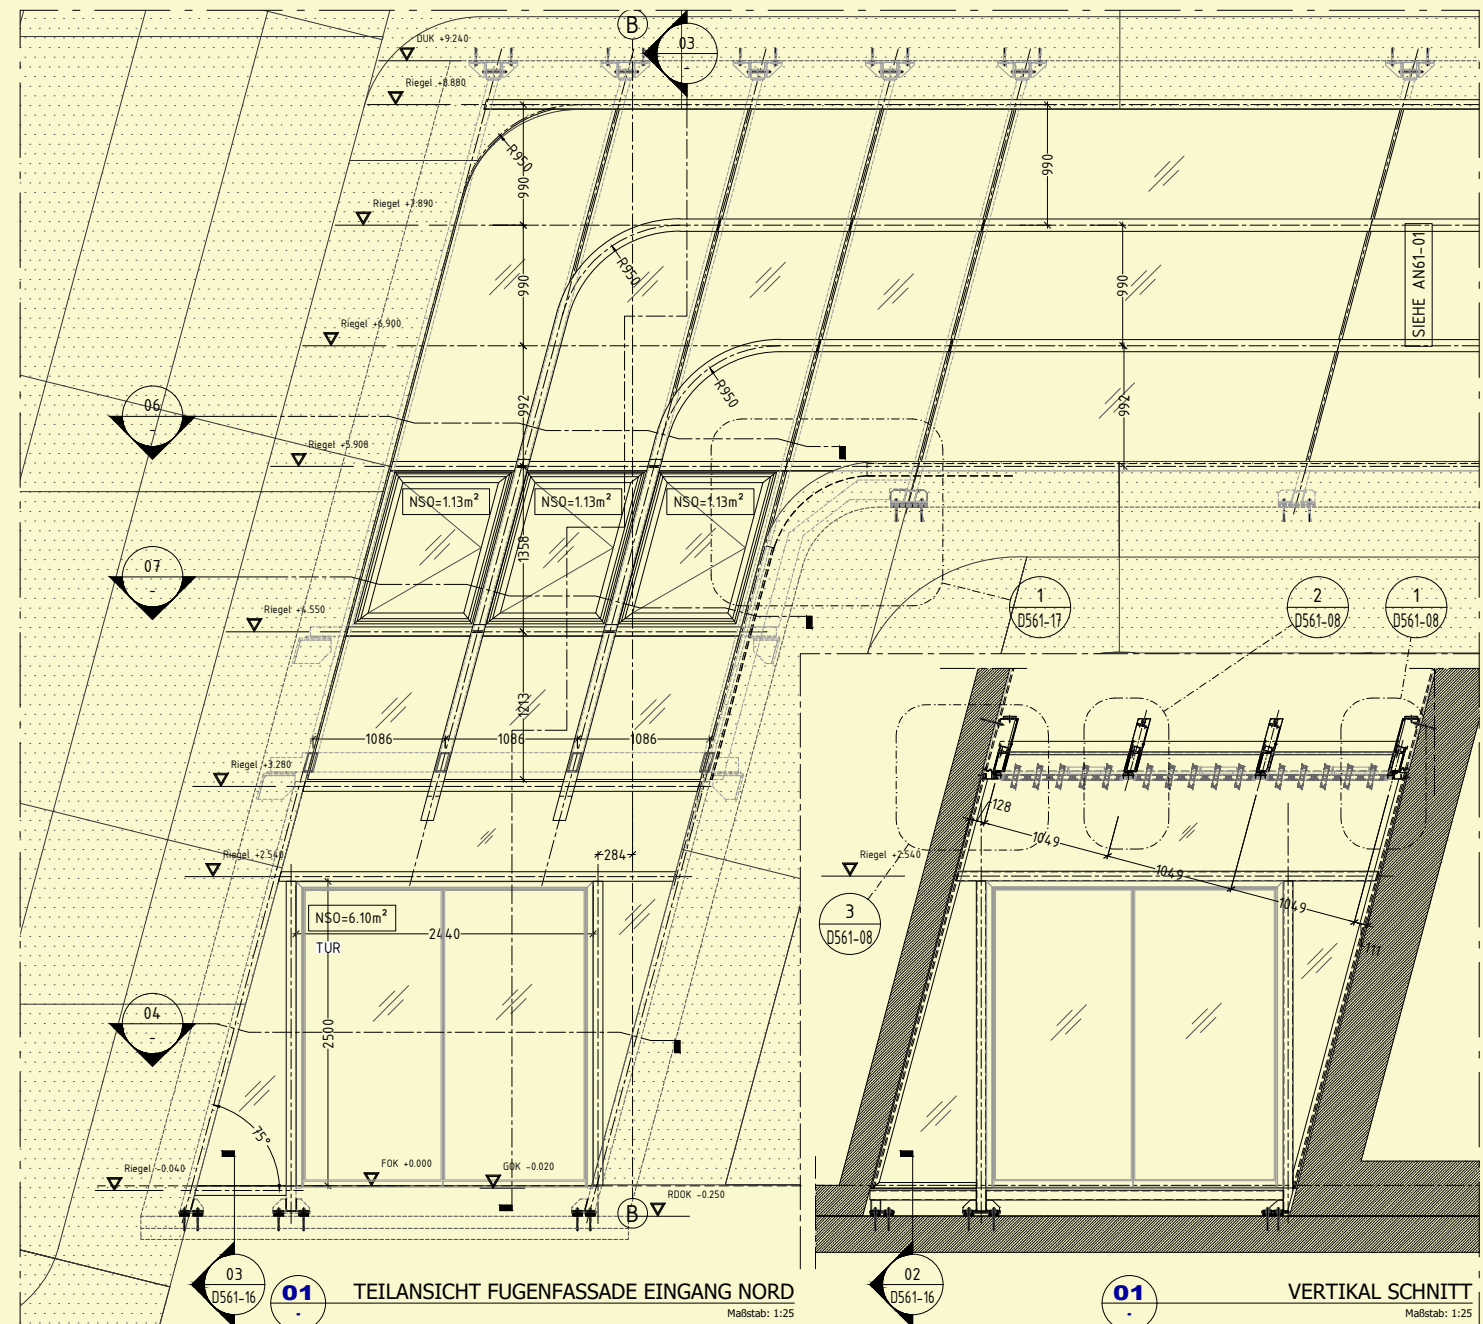 DUK +9.240
B
03
-
Riegel +8.880
R950
990
990
Riegel +7.890
R950
990
990
SIEHE AN61-01
Riegel +6.900
R950
992
992
06
-
Riegel +5.908
NSO=1.13m²
NSO=1.13m²
NSO=1.13m²
1358
07
-
Riegel +4.550
1
D561-17
2
D561-08
1
D561-08
1213
1086
1086
1086
Riegel +3.280
128
1049
1049
1049
171
Riegel +2.540
284
Riegel +2.540
3
D561-08
NSO=6.10m²
TÜR
2440
2500
04
-
75°
Riegel -0.040
FOK +0.000
GOK -0.020
RDOK -0.250
B
03
D561-16
01
-
TEILANSICHT FUGENFASSADE EINGANG NORD
Maßstab: 1:25
02
D561-16
01
-
VERTIKAL SCHNITT
Maßstab: 1:25